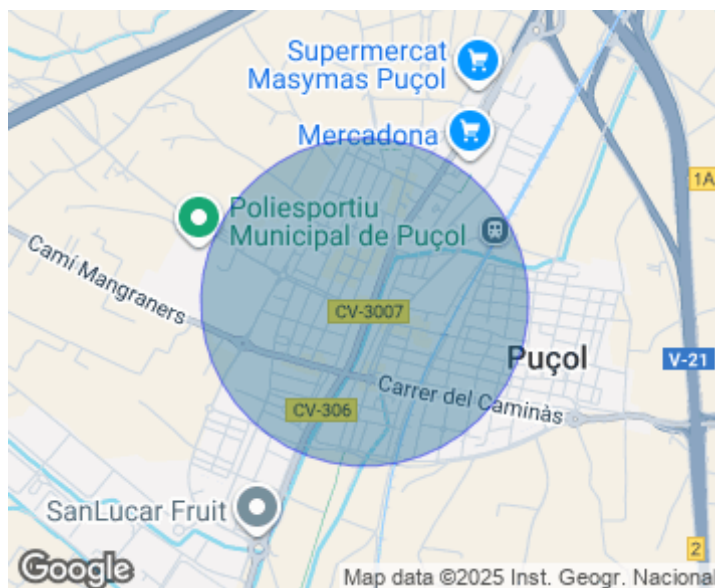 Supermercat
Masymas Puçol
Mercadona
1A
Poliesportiu
Municipal de Puçol
Camí Mangraners
CV-3007
Puçol
V-21
Carrer del Caminàs
CV-306
SanLucar Fruit
2
Google
Map data ©2025 Inst. Geogr. Nacional